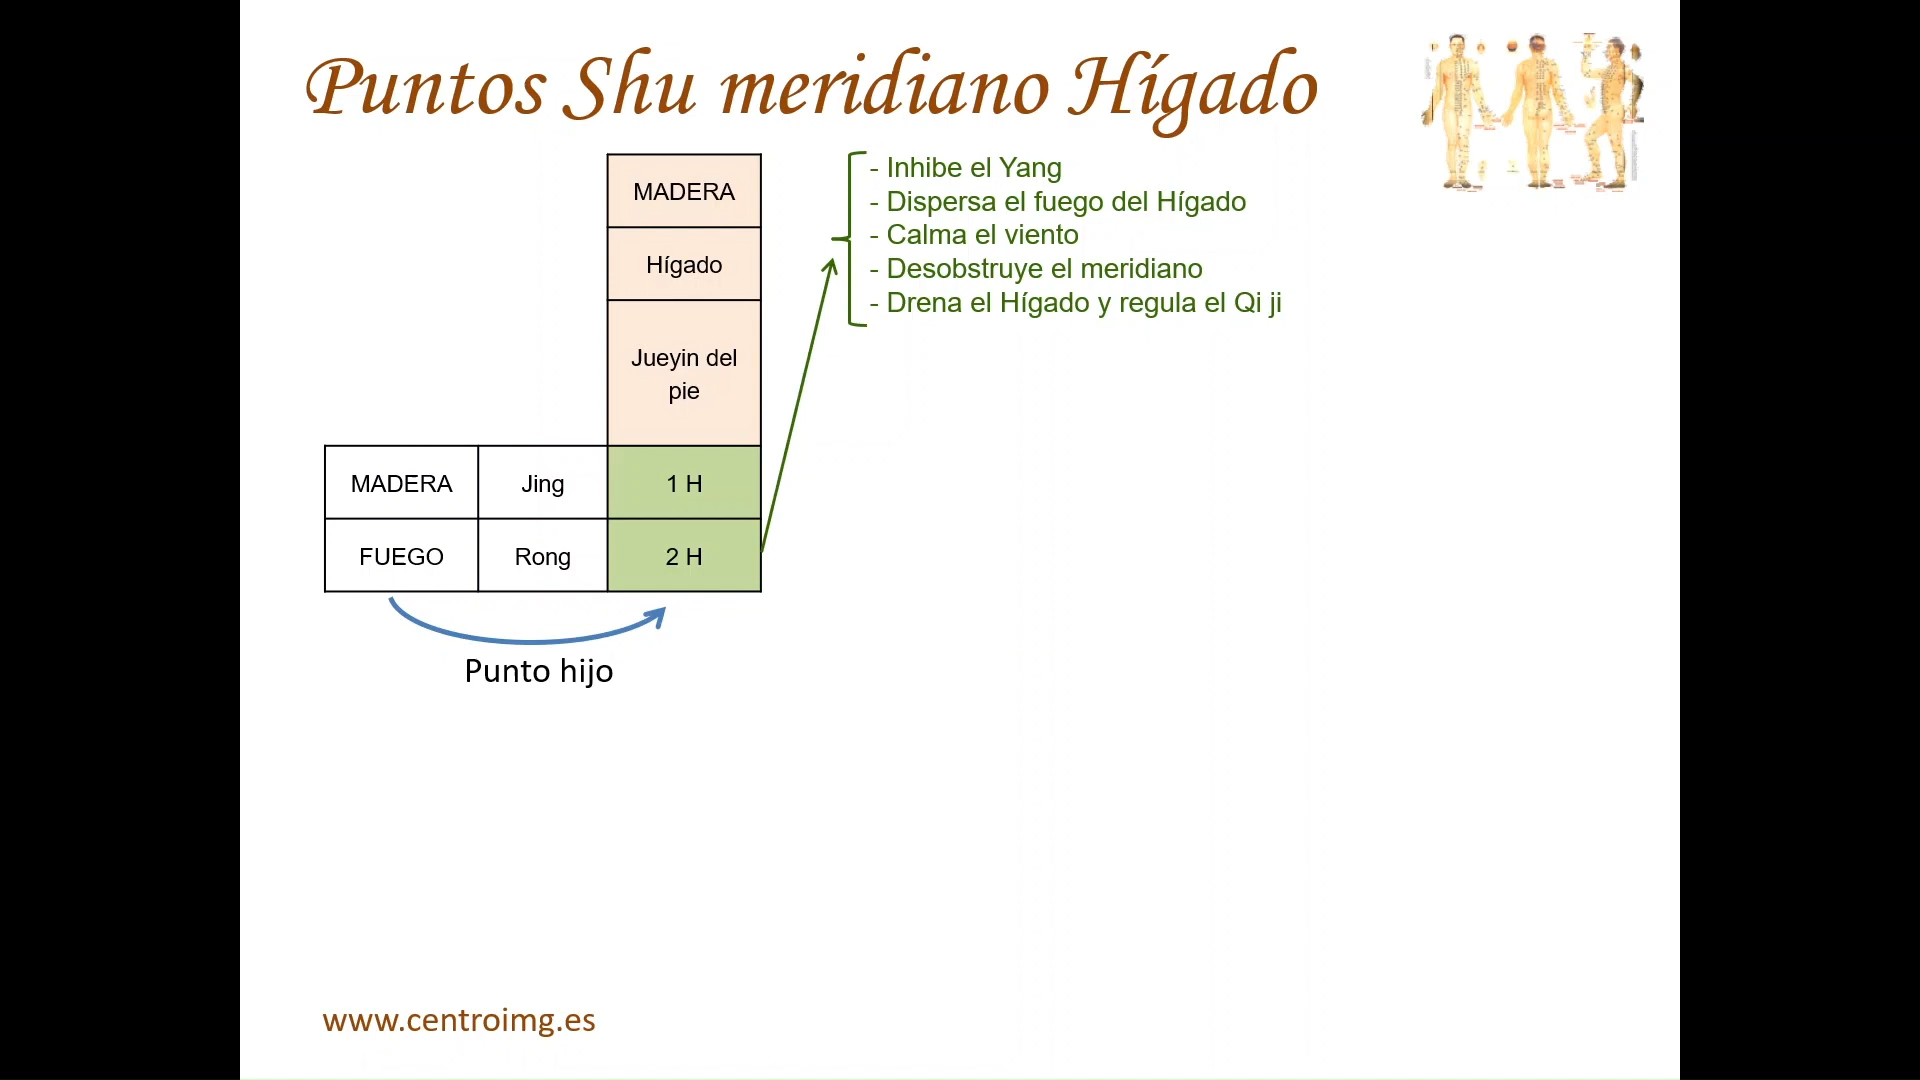 Puntos Shu meridiano Hígado
MADERA
Hígado
Jueyin del
pie
MADERA
Jing
1 H
FUEGO
Rong
2 H
- Inhibe el Yang
- Dispersa el fuego del Hígado
- Calma el viento
- Desobstruye el meridiano
- Drena el Hígado y regula el Qi ji
Punto hijo
www.centroimg.es